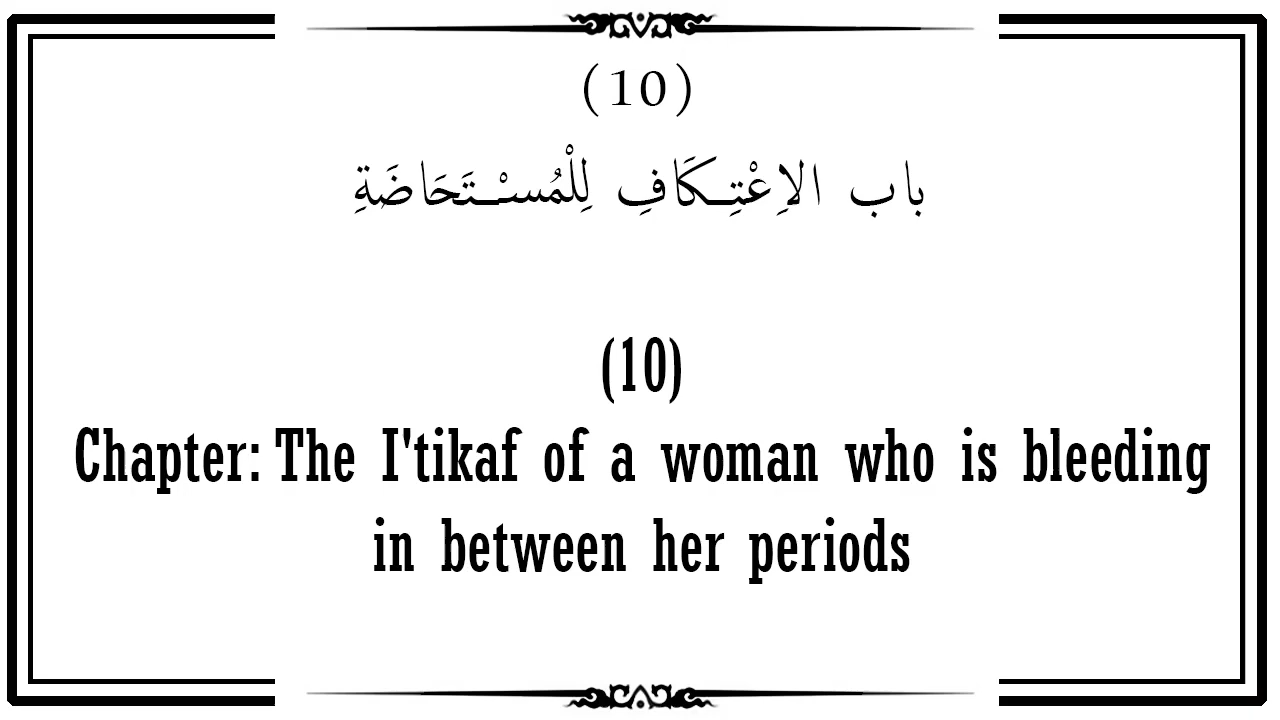 (10)
باب الاِعْتِكَافِ لِلْمُسْتَحَاضَةِ
(10)
Chapter: The I'tikaf of a woman who is bleeding
in between her periods